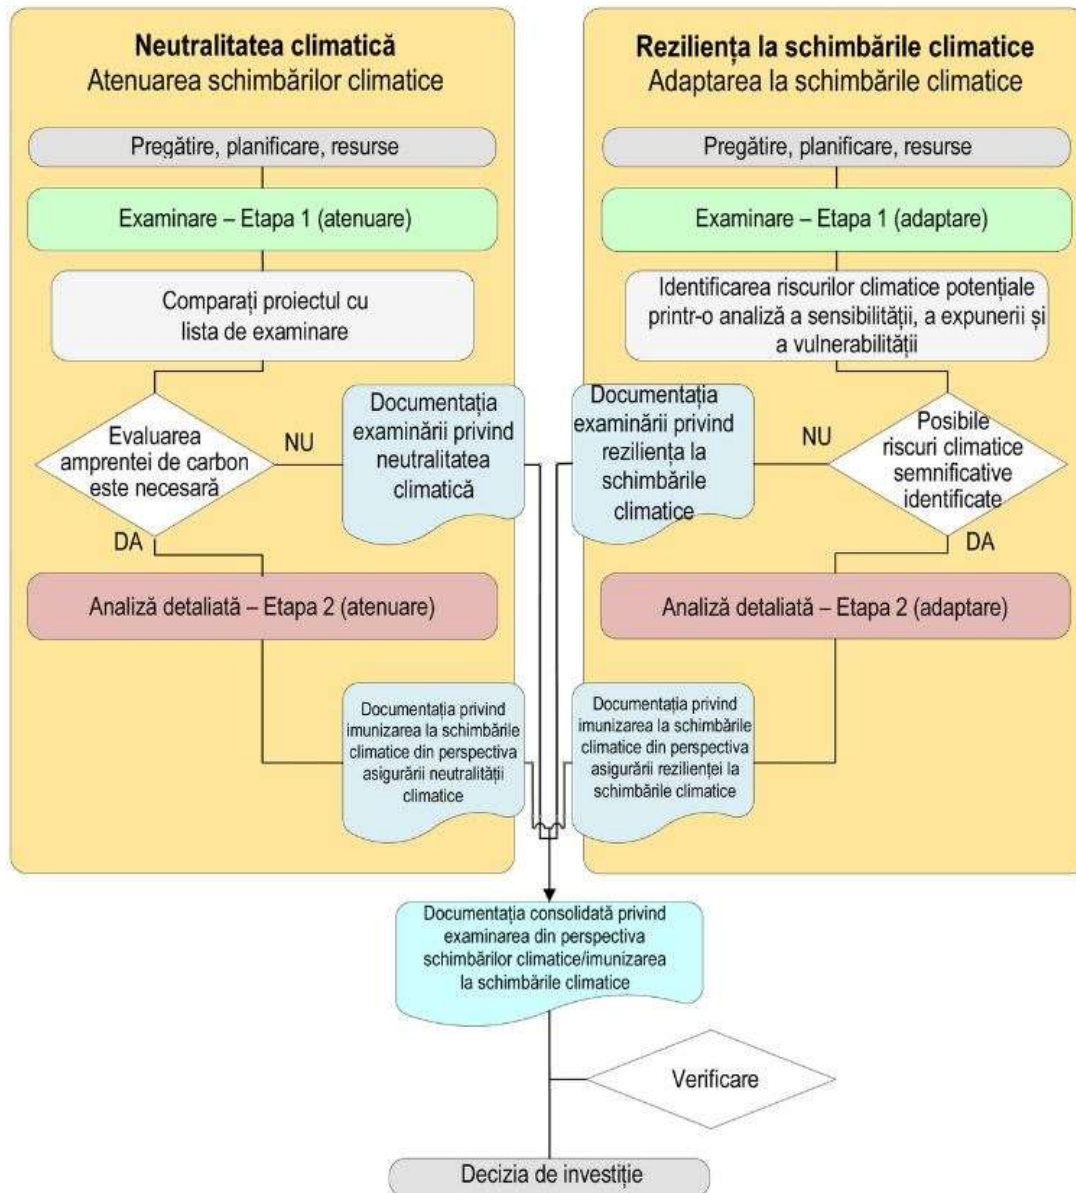 Neutralitatea climatică
Atenuarea schimbărilor climatice
Pregătire, planificare, resurse
Examinare – Etapa 1 (atenuare)
Comparați proiectul cu
lista de examinare
Evaluarea
amprentei de carbon
este necesară
NU
DA
Documentația
examinării privind
neutralitatea
climatică
Analiză detaliată – Etapa 2 (atenuare)
Documentația privind
imunizarea la schimbările
climatice din perspectiva
asigurării neutralității
climatice
Reziliența la schimbările climatice
Adaptarea la schimbările climatice
Pregătire, planificare, resurse
Examinare – Etapa 1 (adaptare)
Identificarea riscurilor climatice potențiale
printr-o analiză a sensibilității, a expunerii și
a vulnerabilității
Documentația
examinării privind
reziliența la
schimbările
climatice
NU
Posibile
riscuri climatice
semnificative
identificate
DA
Analiză detaliată – Etapa 2 (adaptare)
Documentația privind
imunizarea la schimbările
climatice din perspectiva
asigurării rezilienței la
schimbările climatice
Documentația consolidată privind
examinarea din perspectiva
schimbărilor climatice/imunizarea
la schimbările climatice
Verificare
Decizia de investiție